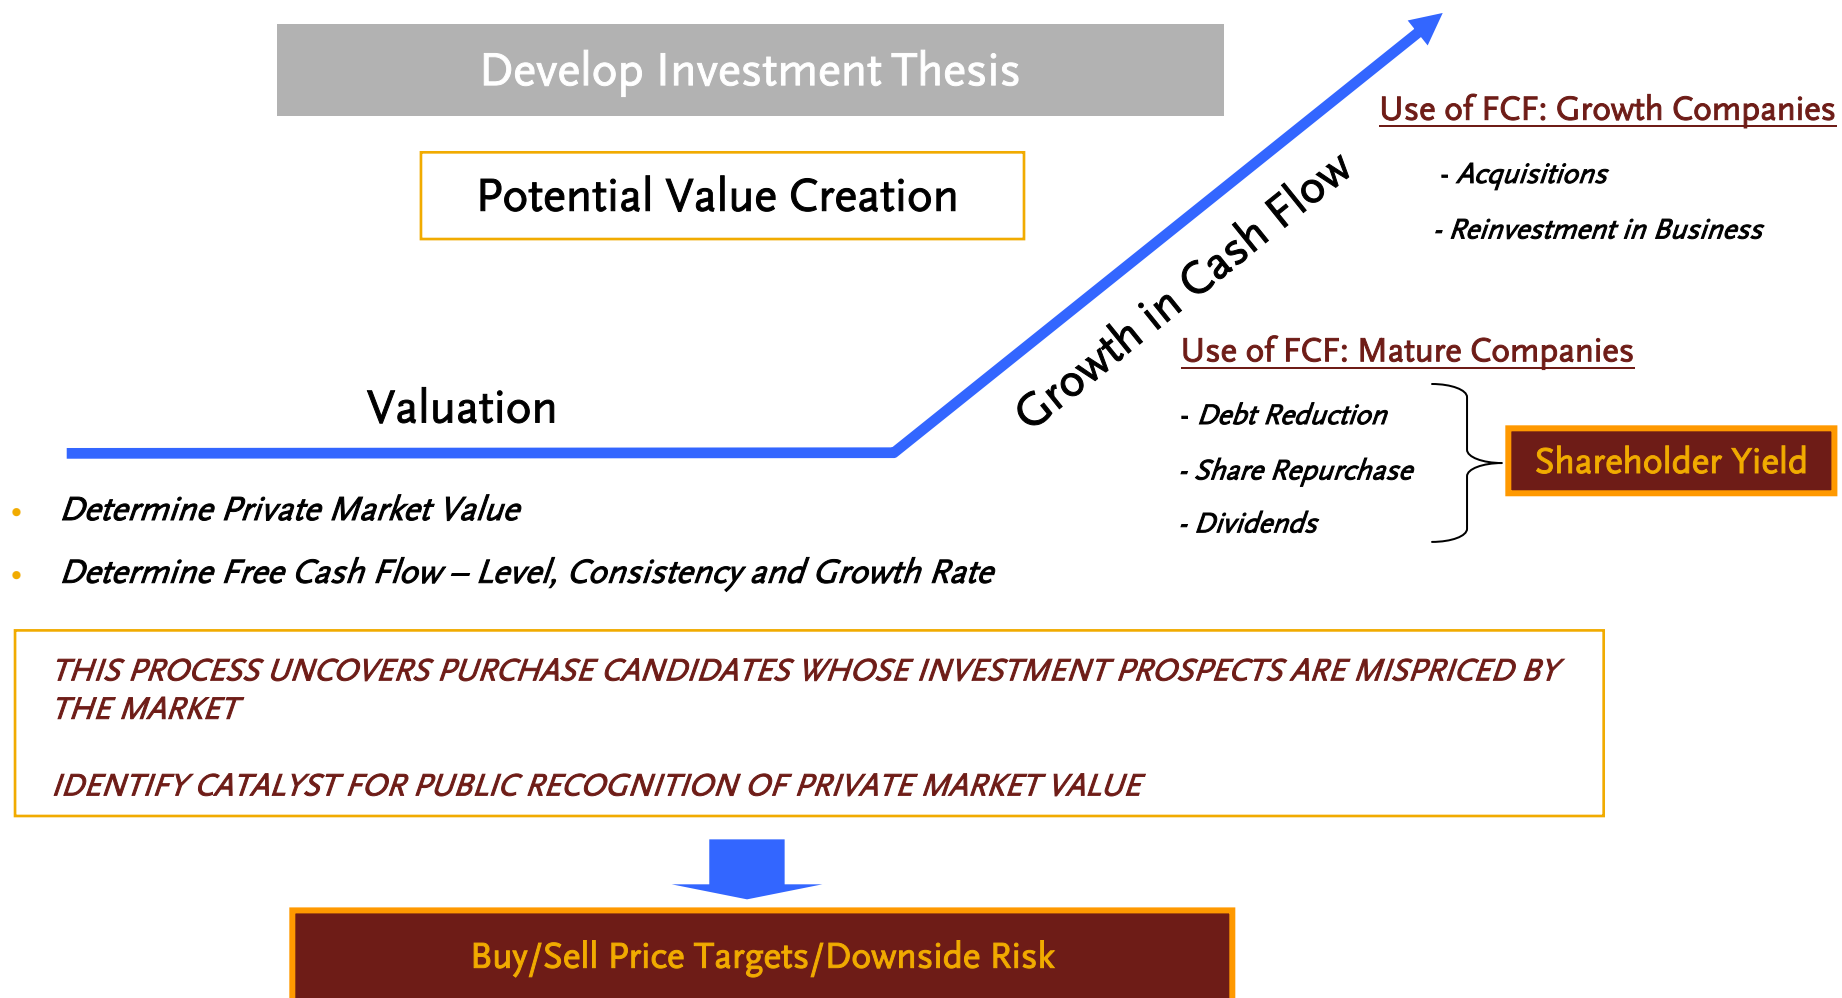 Develop Investment Thesis
Potential Value Creation
Valuation
Growth in Cash Flow
Use of FCF: Growth Companies
- Acquisitions
- Reinvestment in Business
Use of FCF: Mature Companies
- Debt Reduction
- Share Repurchase
- Dividends
Shareholder Yield
• Determine Private Market Value
• Determine Free Cash Flow – Level, Consistency and Growth Rate
THIS PROCESS UNCOVERS PURCHASE CANDIDATES WHOSE INVESTMENT PROSPECTS ARE MISPRICED BY
THE MARKET
IDENTIFY CATALYST FOR PUBLIC RECOGNITION OF PRIVATE MARKET VALUE
Buy/Sell Price Targets/Downside Risk